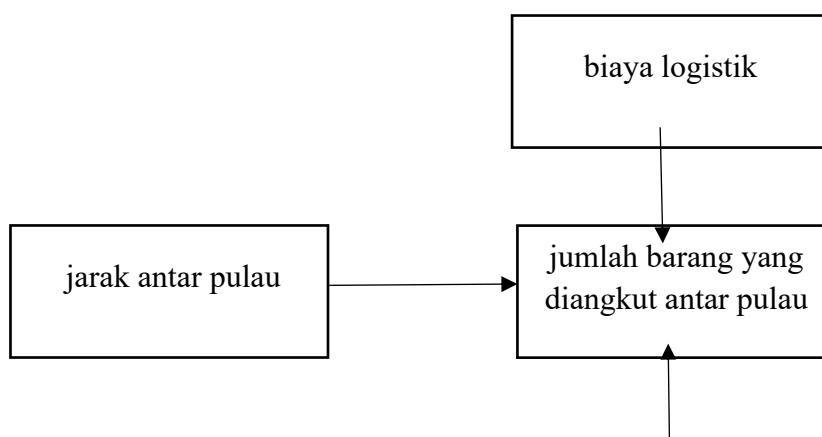 biaya logistik
jarak antar pulau
jumlah barang yang
diangkut antar pulau